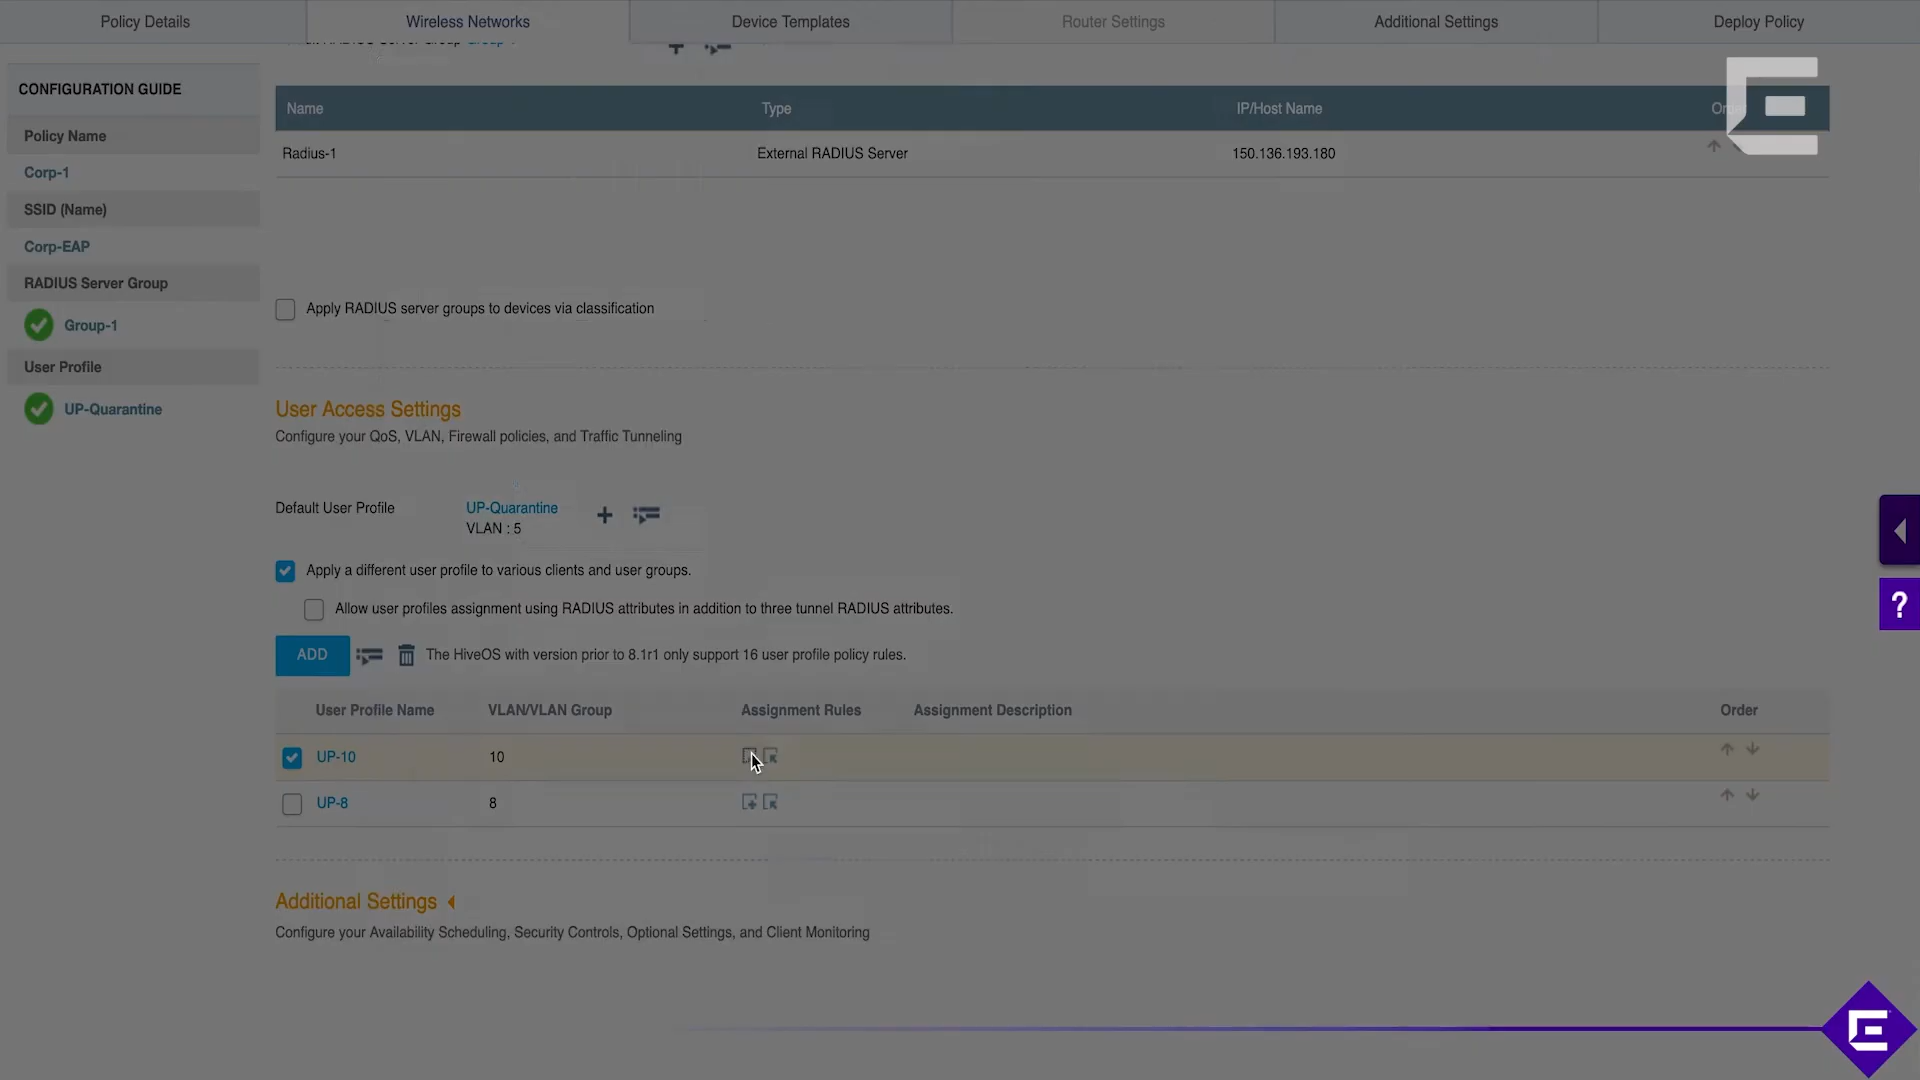 Policy Details
Wireless Networks
Device Templates
Router Settings
Additional Settings
Deploy Policy
CONFIGURATION GUIDE
Policy Name
Corp-1
SSID (Name)
Corp-EAP
RADIUS Server Group
Group-1
User Profile
UP-Quarantine
Name
Type
IP/Host Name
Radius-1
External RADIUS Server
150.136.193.180
Apply RADIUS server groups to devices via classification
User Access Settings
Configure your QoS, VLAN, Firewall policies, and Traffic Tunneling
Default User Profile
UP-Quarantine
VLAN : 5
Apply a different user profile to various clients and user groups.
Allow user profiles assignment using RADIUS attributes in addition to three tunnel RADIUS attributes.
ADD
The HiveOS with version prior to 8.1r1 only support 16 user profile policy rules.
User Profile Name
VLAN/VLAN Group
Assignment Rules
Assignment Description
Order
UP-10
10
UP-8
8
Additional Settings
Configure your Availability Scheduling, Security Controls, Optional Settings, and Client Monitoring
?